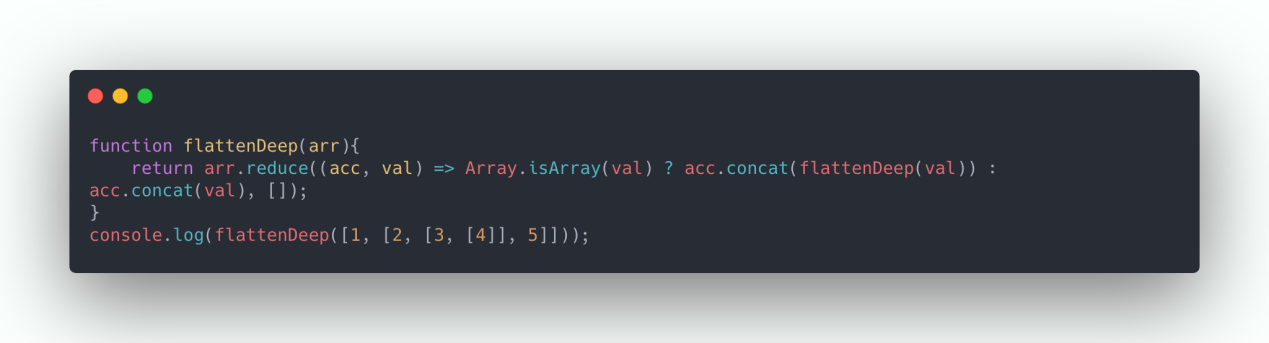 function flattenDeep(arr){
    return arr.reduce((acc, val) => Array.isArray(val) ? acc.concat(flattenDeep(val)) :
acc.concat(val), []);
}
console.log(flattenDeep([1, [2, [3, [4]], 5]]));